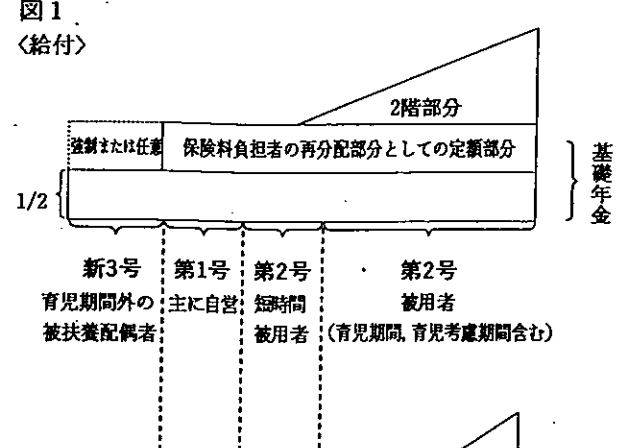 図1
〈給付〉
2階部分
強制または任意
保険料負担者の再分配部分としての定額部分
1/2
基礎年金
新3号
育児期間外の
被扶養配偶者
第1号
主に自営
第2号
短時間
被用者
第2号
被用者
(育児期間, 育児考慮期間含む)